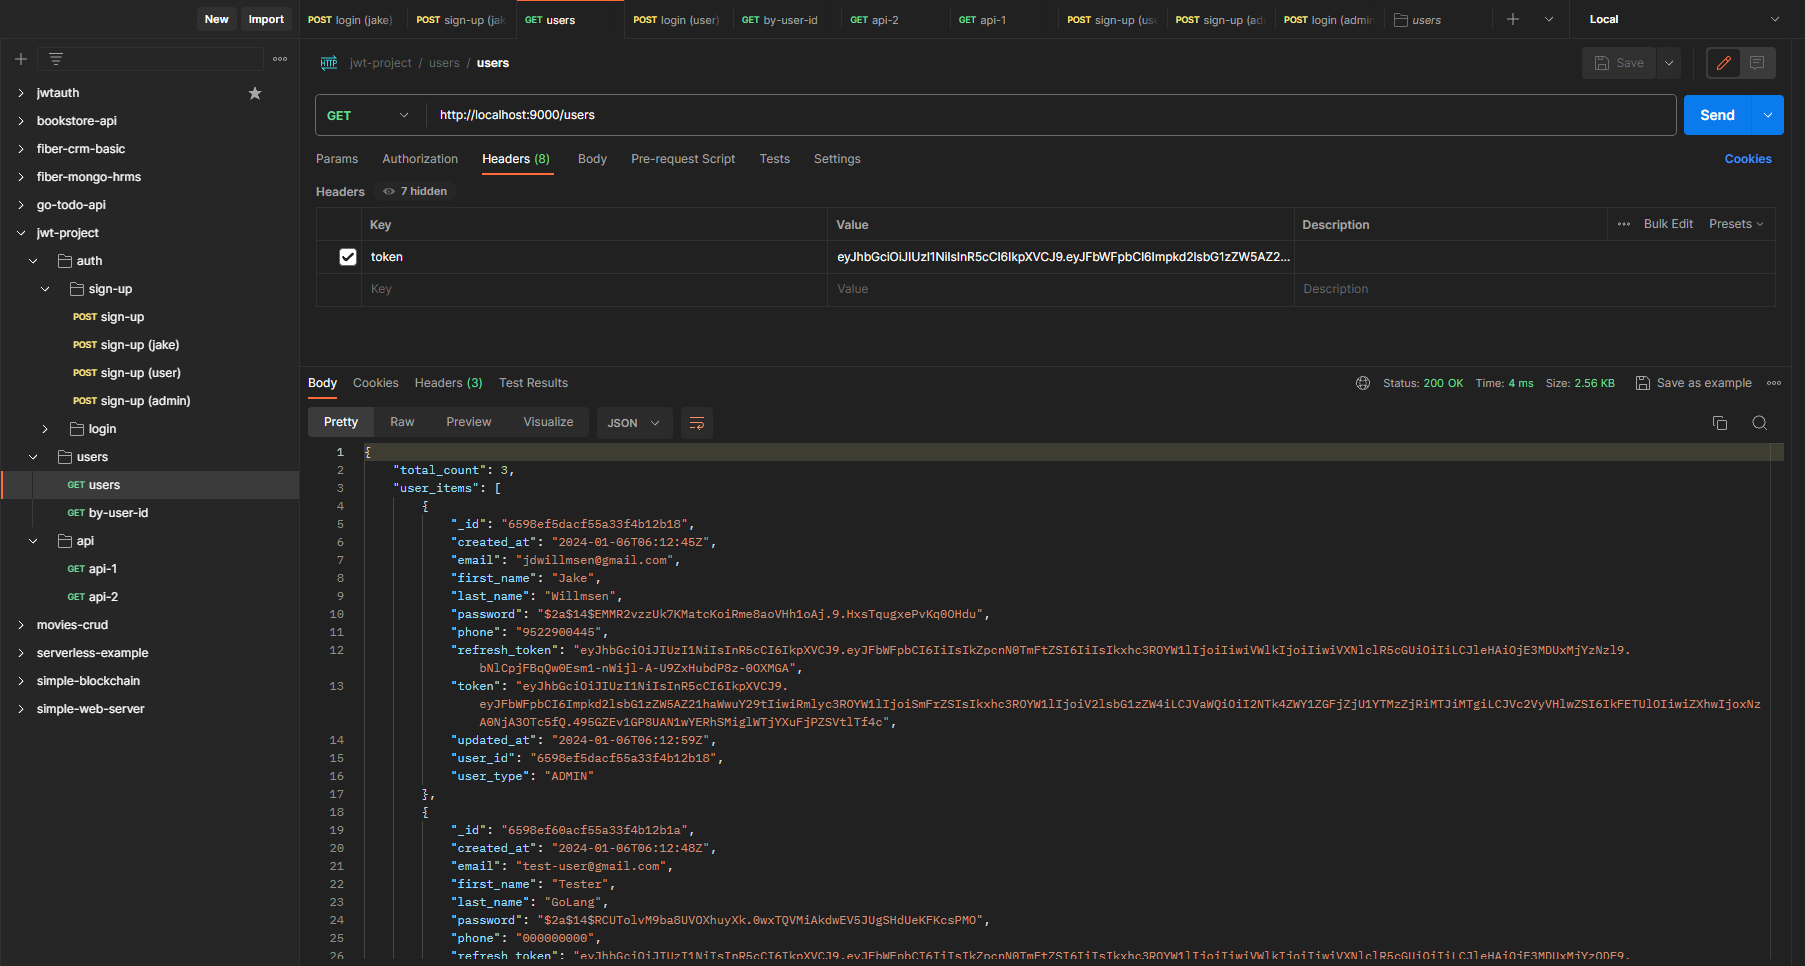 New Import
POST login (jake) POST sign-up (jak GET users POST login (user) GET by-user-id GET api-2 GET api-1 POST sign-up (use POST sign-up (adr POST login (admin users Local
jwtauth
bookstore-api
fiber-crm-basic
fiber-mongo-hrms
go-todo-api
jwt-project
auth
sign-up
POST sign-up
POST sign-up (jake)
POST sign-up (user)
POST sign-up (admin)
login
users
GET users
GET by-user-id
api
GET api-1
GET api-2
movies-crud
serverless-example
simple-blockchain
simple-web-server
HTTP jwt-project / users / users
Save
GET http://localhost:9000/users
Send
Params Authorization Headers (8) Body Pre-request Script Tests Settings Cookies
Headers 7 hidden
Key Value Description Bulk Edit Presets
token eyJhbGciOiJIUzI1NiIsInR5cCI6IkpXVCJ9.eyJFbWFpbCI6Impkd2lsbG1zZW5AZ2...
Key Value Description
Body Cookies Headers (3) Test Results Status: 200 OK Time: 4 ms Size: 2.56 KB Save as example
Pretty Raw Preview Visualize JSON
1 {
2 "total_count": 3,
3 "user_items": [
4 {
5 "_id": "6598ef5dacf55a33f4b12b18",
6 "created_at": "2024-01-06T06:12:45Z",
7 "email": "jdwillmsen@gmail.com",
8 "first_name": "Jake",
9 "last_name": "Willmsen",
10 "password": "$2a$14$EMMR2vzzUk7KMatcKoiRme8aoVHh1oAj.9.HxsTqugxePvKq0OHdu",
11 "phone": "9522900445",
12 "refresh_token": "eyJhbGciOiJIUzI1NiIsInR5cCI6IkpXVCJ9.eyJFbWFpbCI6IiIsIkZpcnN0TmFtZSI6IiIsIkxhc3ROYW1lIjoiIiwiVWlkIjoiIiwiVXNlclR5cGUiOiIiLCJleHAiOjE3MDUxMjYzNzl9.
bNlCpjFBqQw0Esm1-nWijl-A-U9ZxHubdP8z-0OXMGA",
13 "token": "eyJhbGciOiJIUzI1NiIsInR5cCI6IkpXVCJ9.
eyJFbWFpbCI6Impkd2lsbG1zZW5AZ21haWwuY29tIiwiRmlyc3ROYW1lIjoiSmFrZSIsIkxhc3ROYW1lIjoiV2lsbG1zZW4iLCJVaWQiOiI2NTk4ZWY1ZGFjZjU1YTMzZjRiMTJiMTgiLCJVc2VyVHlwZSI6IkFETUlOIiwiZXhwIjoxNz
A0NjA3OTc5fQ.495GZEv1GP8UAN1wYERhSMiglWTjYXuFjPZSVtlTf4c",
14 "updated_at": "2024-01-06T06:12:59Z",
15 "user_id": "6598ef5dacf55a33f4b12b18",
16 "user_type": "ADMIN"
17 },
18 {
19 "_id": "6598ef60acf55a33f4b12b1a",
20 "created_at": "2024-01-06T06:12:48Z",
21 "email": "test-user@gmail.com",
22 "first_name": "Tester",
23 "last_name": "GoLang",
24 "password": "$2a$14$RCUTolvM9ba8UVOXhuyXk.0wxTQVMiAkdwEV5JUgSHdUeKFKcsPMO",
25 "phone": "000000000",
26 "refresh_token": "eyJhbGciOiJIUzI1NiIsInR5cCI6IkpXVCJ9.eyJFbWFpbCI6IiIsIkZpcnN0TmFtZSI6IiIsIkxhc3ROYW1lIjoiIiwiVWlkIjoiIiwiVXNlclR5cGUiOiIiLCJleHAiOjE3MDUxMjYzODF9.